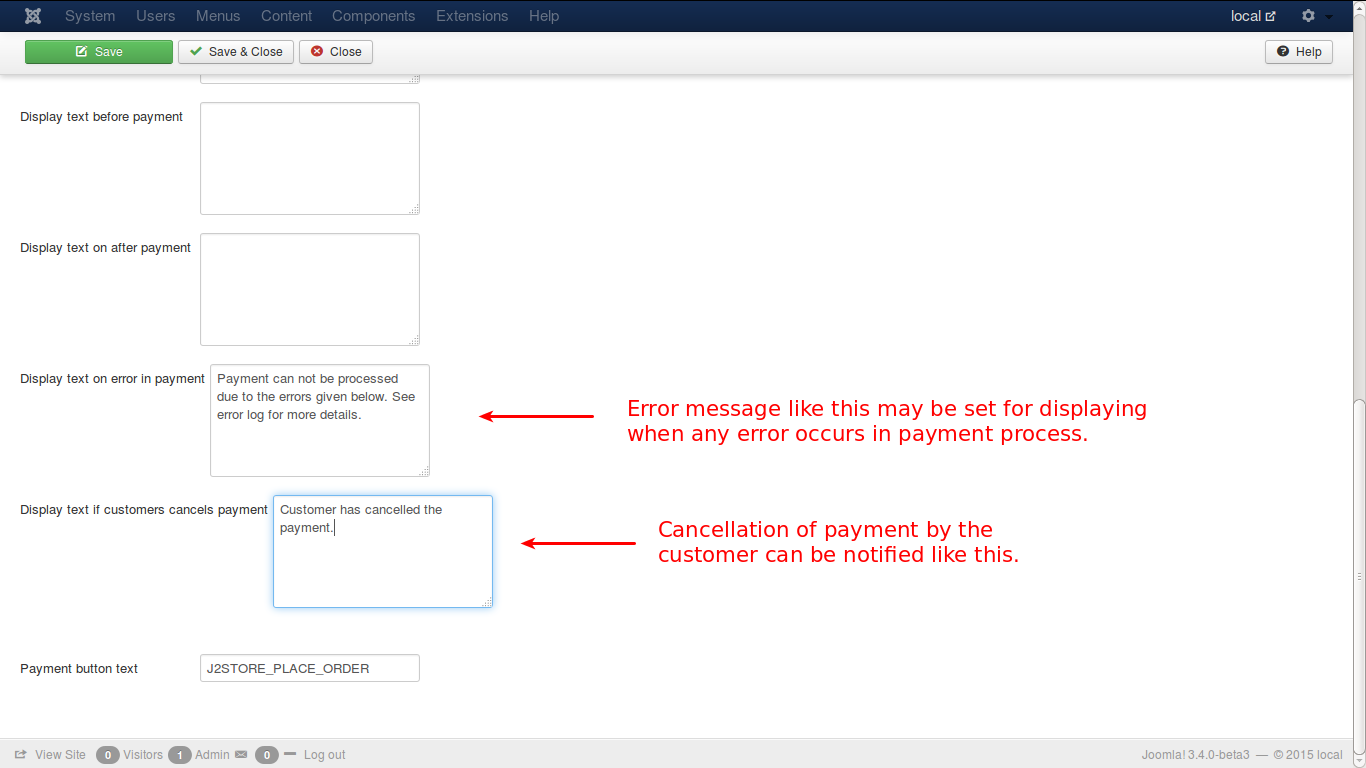 System Users Menus Content Components Extensions Help local
Save Save & Close Close Help
Display text before payment
Display text on after payment
Display text on error in payment
Payment can not be processed
due to the errors given below. See
error log for more details.
Error message like this may be set for displaying
when any error occurs in payment process.
Display text if customers cancels payment
Customer has cancelled the
payment.
Cancellation of payment by the
customer can be notified like this.
Payment button text J2STORE_PLACE_ORDER
View Site 0 Visitors 1 Admin 0 Log out Joomla! 3.4.0-beta3 — © 2015 local